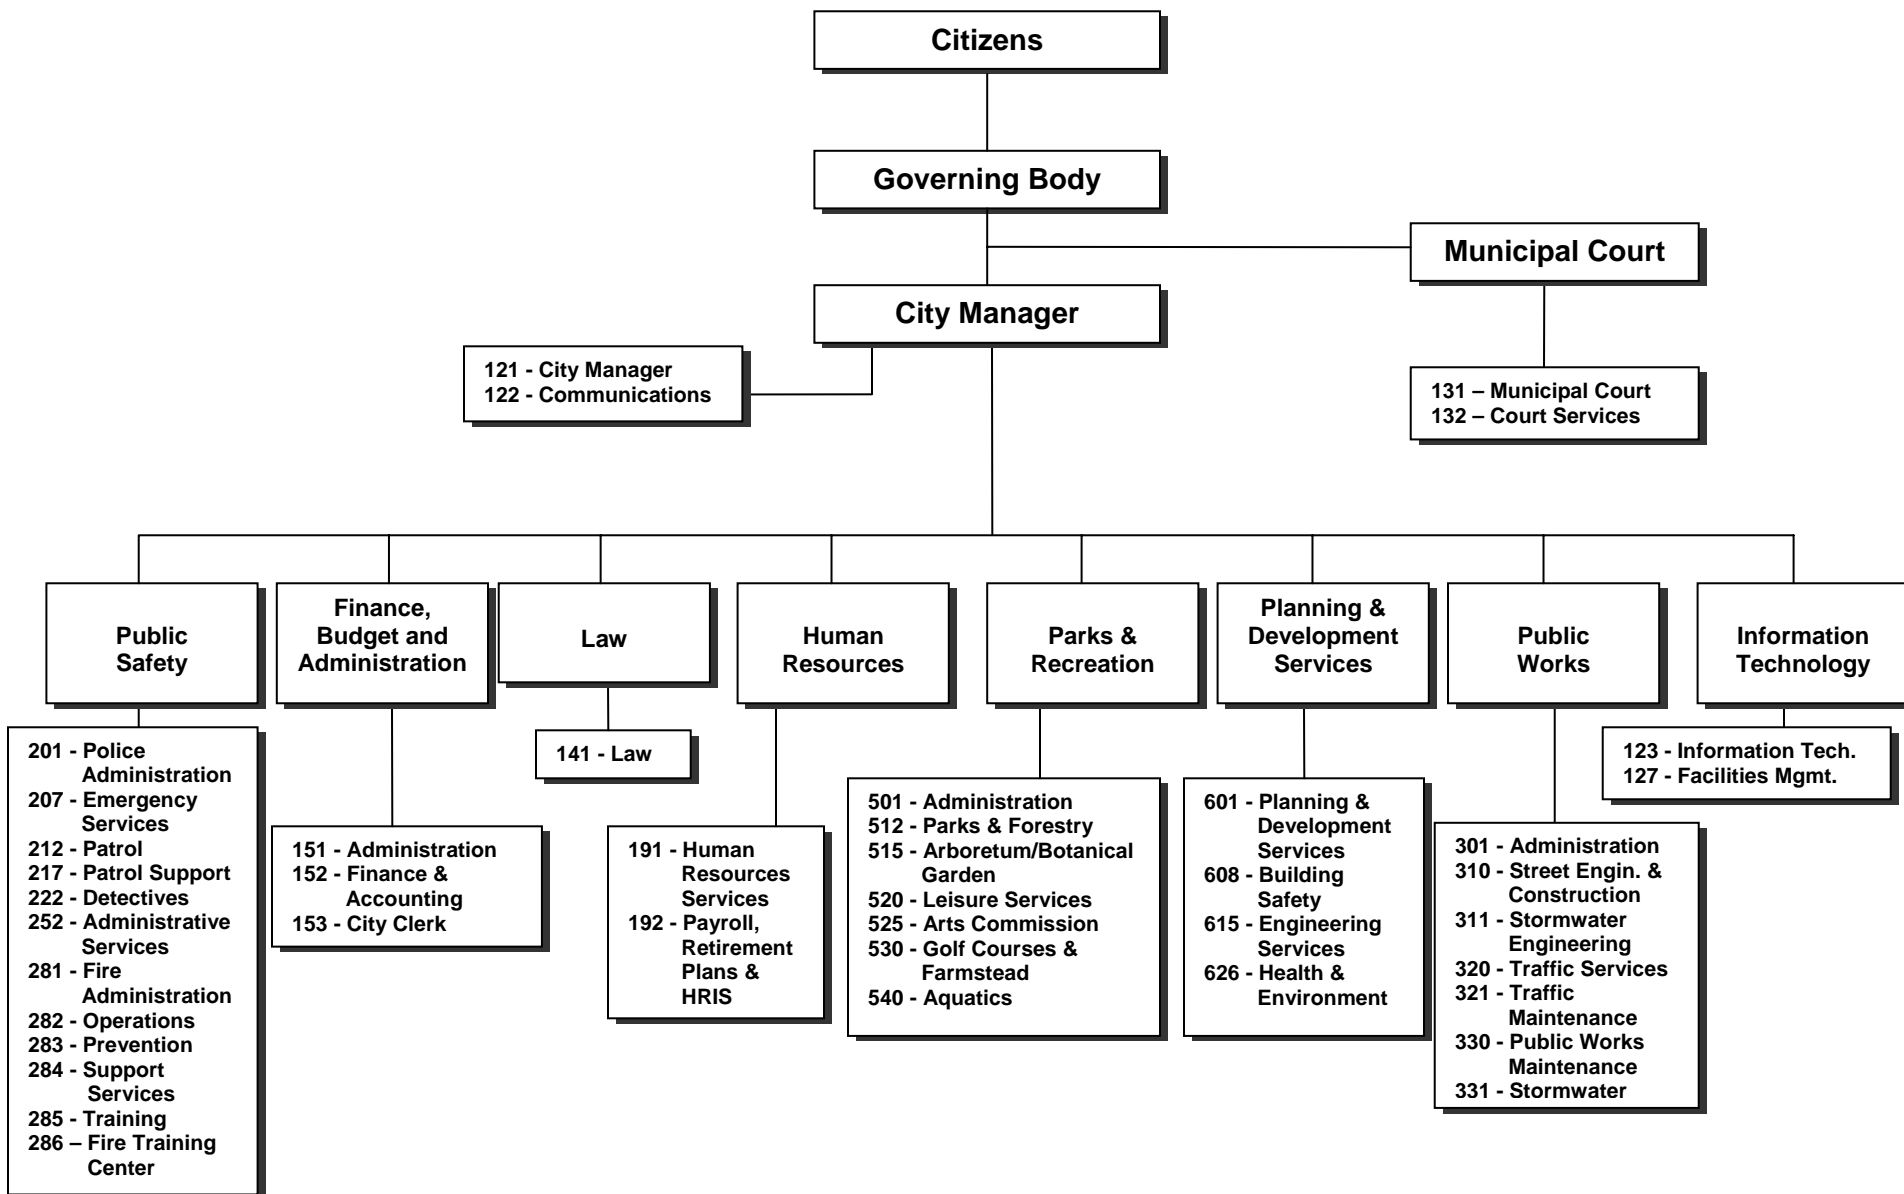 Citizens
Governing Body
Municipal Court
City Manager
121 - City Manager
122 - Communications
131 – Municipal Court
132 – Court Services
Public
Safety
Finance,
Budget and
Administration
Law
Human
Resources
Parks &
Recreation
Planning &
Development
Services
Public
Works
Information
Technology
201 - Police
Administration
207 - Emergency
Services
212 - Patrol
217 - Patrol Support
222 - Detectives
252 - Administrative
Services
281 - Fire
Administration
282 - Operations
283 - Prevention
284 - Support
Services
285 - Training
286 – Fire Training
Center
151 - Administration
152 - Finance &
Accounting
153 - City Clerk
141 - Law
191 - Human
Resources
Services
192 - Payroll,
Retirement
Plans &
HRIS
501 - Administration
512 - Parks & Forestry
515 - Arboretum/Botanical
Garden
520 - Leisure Services
525 - Arts Commission
530 - Golf Courses &
Farmstead
540 - Aquatics
601 - Planning &
Development
Services
608 - Building
Safety
615 - Engineering
Services
626 - Health &
Environment
301 - Administration
310 - Street Engin. &
Construction
311 - Stormwater
Engineering
320 - Traffic Services
321 - Traffic
Maintenance
330 - Public Works
Maintenance
331 - Stormwater
123 - Information Tech.
127 - Facilities Mgmt.